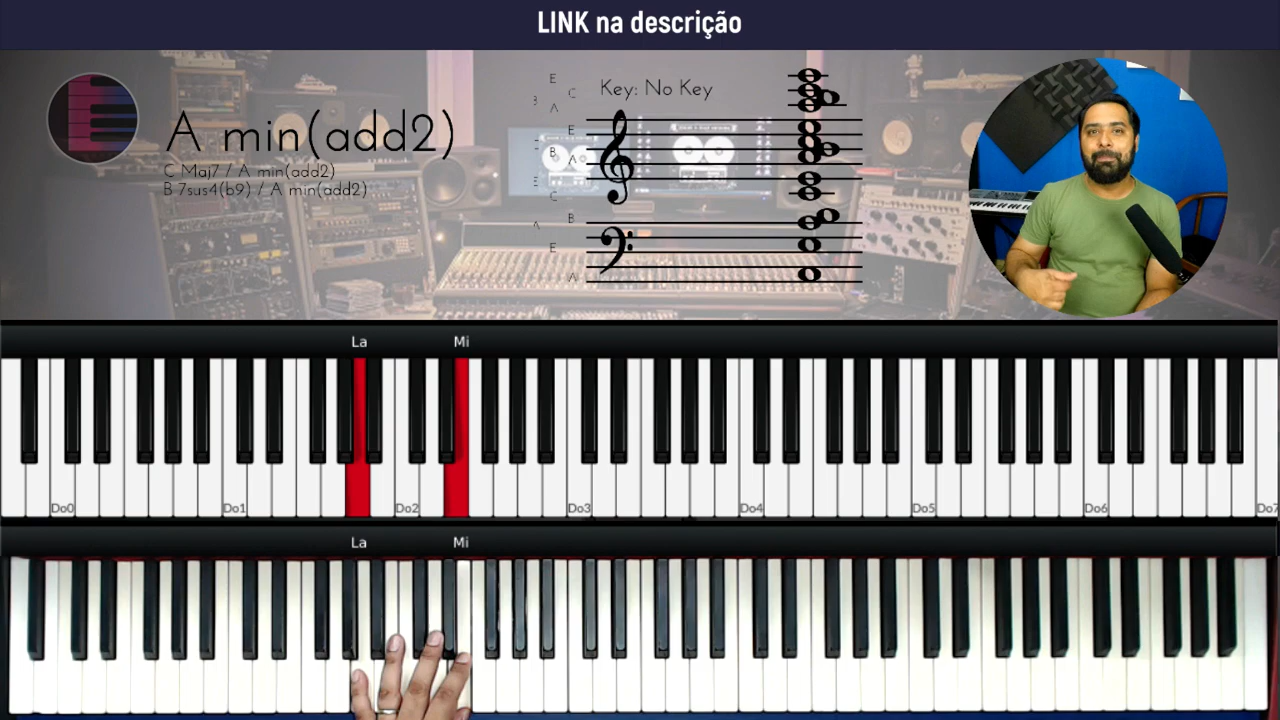 LINK na descrição
A min(add2)
C Maj7 / A min(add2)
B 7sus4(b9) / A min(add2)
Key: No Key
E
C
B
A
E
B
A
E
C
B
A
E
A
La
Mi
Do0
Do1
Do2
Do3
Do4
Do5
Do6
Do7
La
Mi